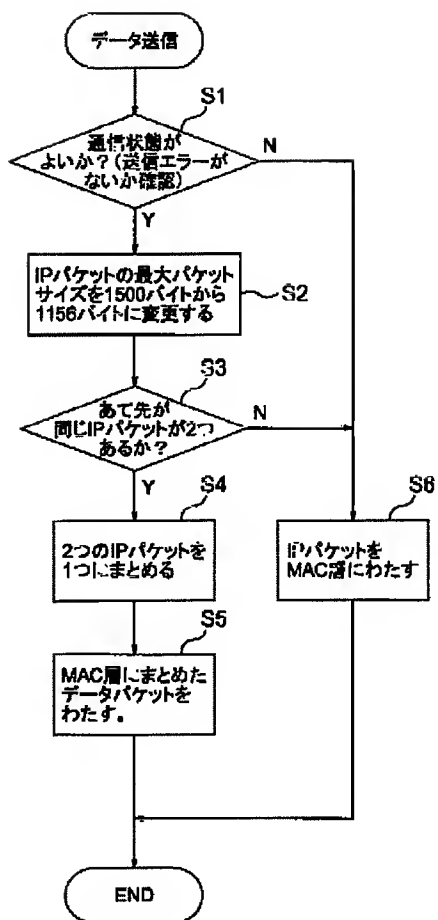 データ送信
S1
通信状態が
よいか？(送信エラーが
ないか確認)
N
Y
IPパケットの最大パケット
サイズを1500バイトから
1156バイトに変更する
S2
S3
あて先が
同じIPパケットが2つ
あるか？
N
Y
S4
2つのIPパケットを
1つにまとめる
S6
IPパケットを
MAC層にわたす
S5
MAC層にまとめた
データパケットを
わたす。
END